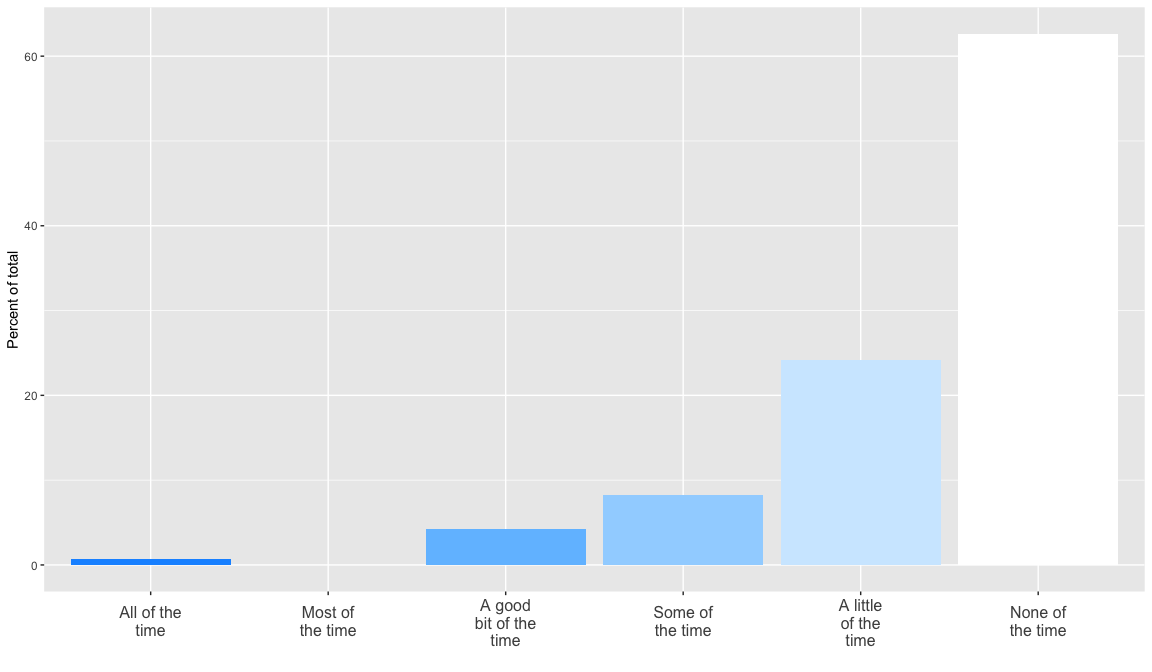 60
40
20
0
Percent of total
All of the
time
Most of
the time
A good
bit of the
time
Some of
the time
A little
of the
time
None of
the time